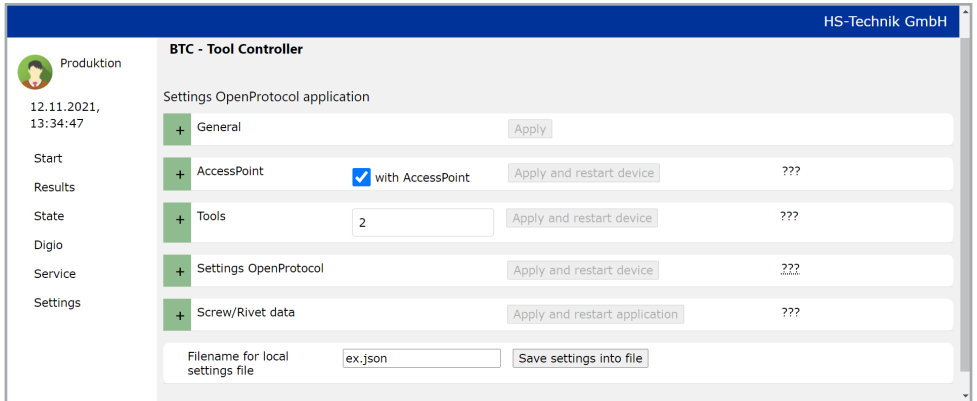 HS-Technik GmbH
BTC - Tool Controller
Produktion
12.11.2021,
13:34:47
Start
Results
State
Digio
Service
Settings
Settings OpenProtocol application
+ General Apply
+ AccessPoint with AccessPoint Apply and restart device ???
+ Tools 2 Apply and restart device ???
+ Settings OpenProtocol Apply and restart device ???
+ Screw/Rivet data Apply and restart application ???
Filename for local
settings file
ex.json Save settings into file